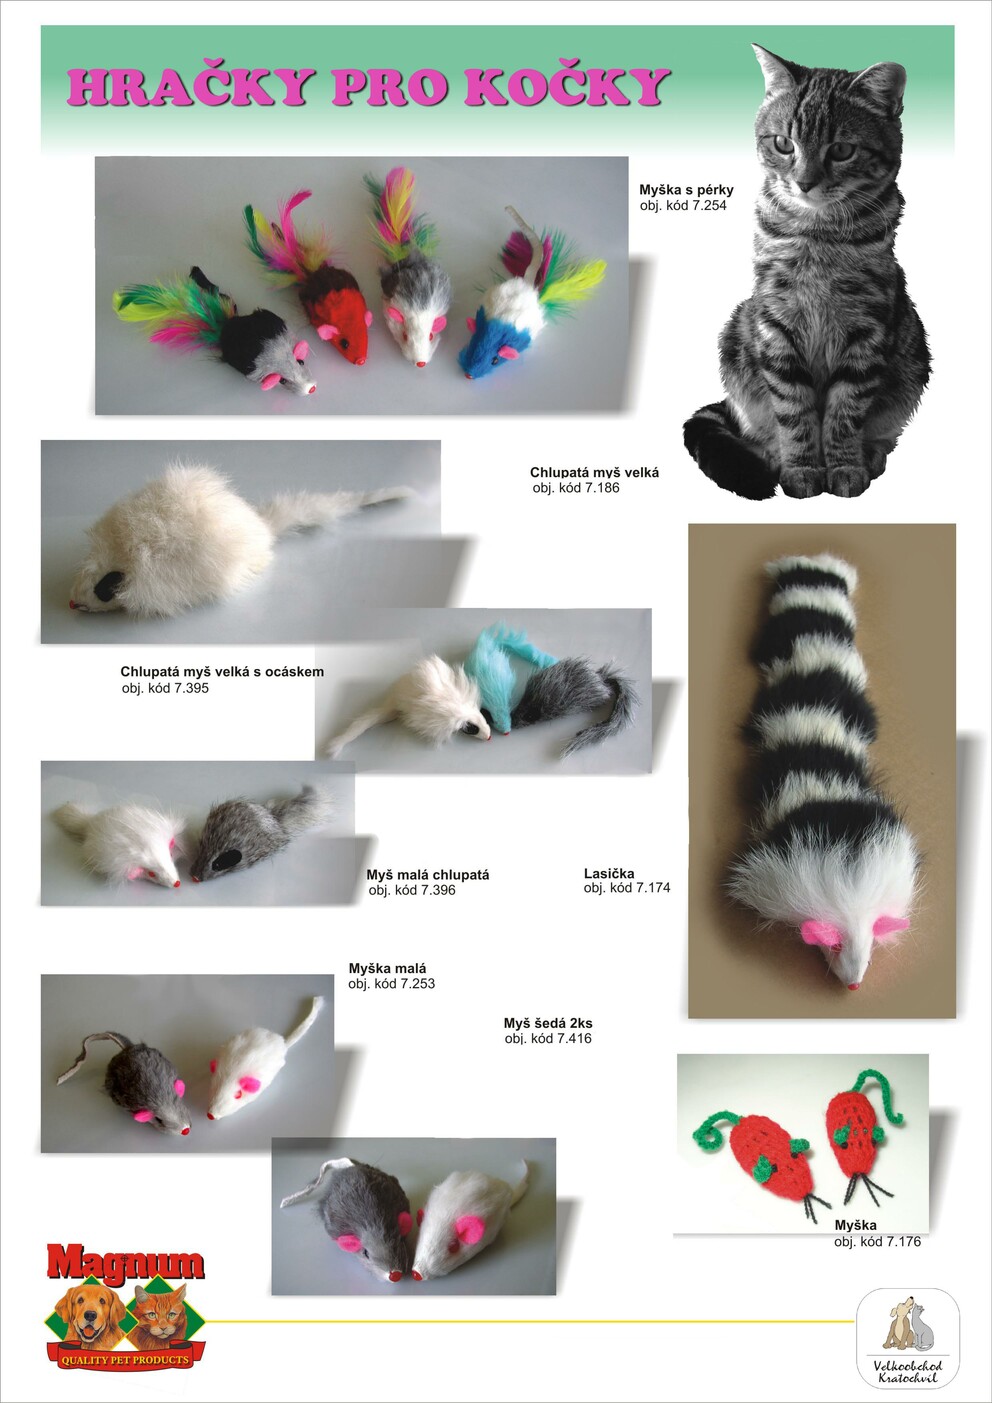 HRAČKY PRO KOČKY
Myška s pérky
obj. kód 7.254
Chlupatá myš velká
obj. kód 7.186
Chlupatá myš velká s ocáskem
obj. kód 7.395
Myš malá chlupatá
obj. kód 7.396
Lasička
obj. kód 7.174
Myška malá
obj. kód 7.253
Myš šedá 2ks
obj. kód 7.416
Myška
obj. kód 7.176
Magnum
QUALITY PET PRODUCTS
Velkoobchod
Kratochvíl